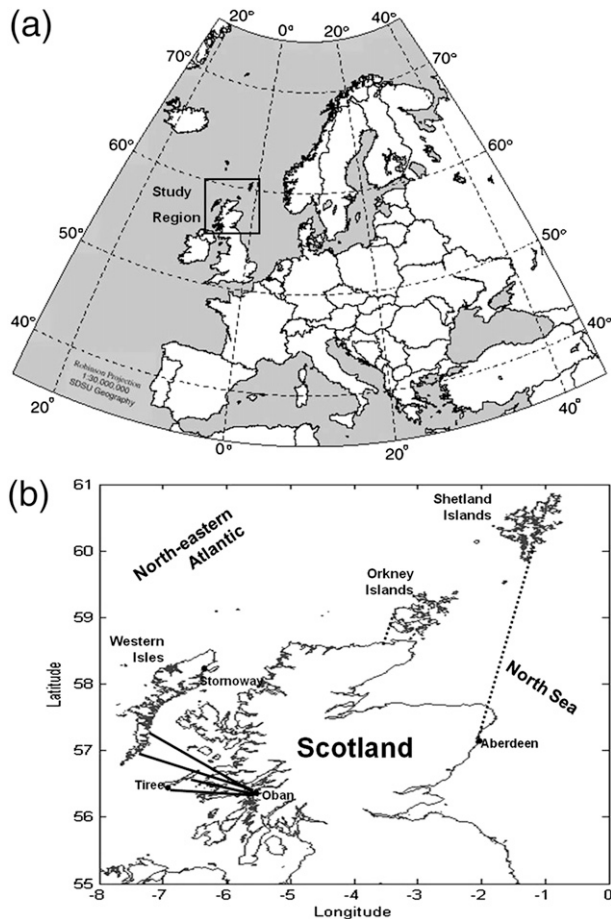 (a)
20°
0°
20°
40°
70°
70°
60°
60°
Study
Region
50°
50°
40°
40°
Robinson Projection
1:30,000,000
SDSU Geography
20°
0°
20°
40°
(b)
61
60
59
58
57
56
55
Latitude
North-eastern
Atlantic
Shetland
Islands
Orkney
Islands
Western
Isles
Stornoway
North Sea
Scotland
Aberdeen
Tiree
Oban
-8
-7
-6
-5
-4
-3
-2
-1
-0
Longitude